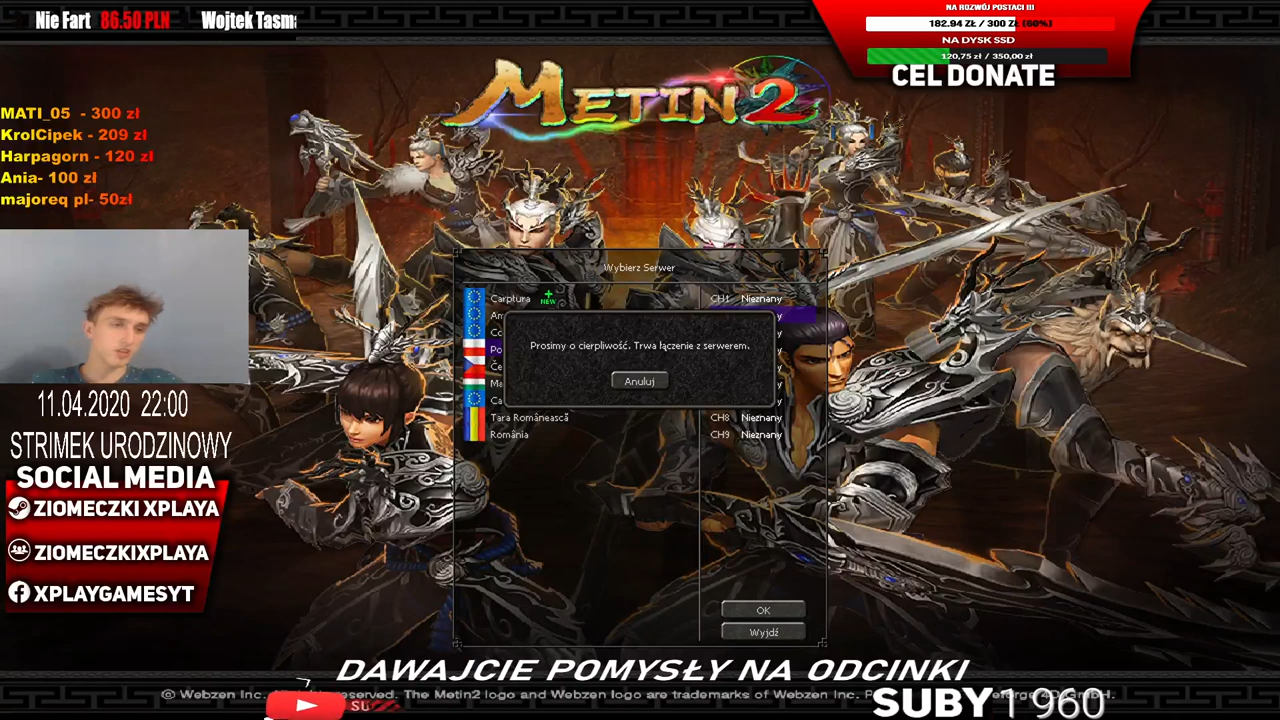 Nie Fart 86.50 PLN Wojtek Tasma
NA ROZWÓJ POSTACI !!!
182.94 ZŁ / 300 ZŁ (60%)
NA DYSK SSD
120,75 zł / 350,00 zł
CEL DONATE
METIN2
MATI_05 - 300 zł
KrolCipek - 209 zł
Harpagorn - 120 zł
Ania- 100 zł
majoreq pl- 50zł
Wybierz Serwer
Carptura NEW CH1 Nieznany
Prosimy o cierpliwość. Trwa łączenie z serwerem.
Anuluj
Tara Românească CH8 Nieznany
România CH9 Nieznany
OK
Wyjdź
11.04.2020 22:00
STRIMEK URODZINOWY
SOCIAL MEDIA
ZIOMECZKI XPLAYA
ZIOMECZKIXPLAYA
XPLAYGAMESYT
DAWAJCIE POMYSŁY NA ODCINKI
© Webzen Inc. reserved. The Metin2 logo and Webzen logo are trademarks of Webzen Inc.
SU
SUBY 1 960